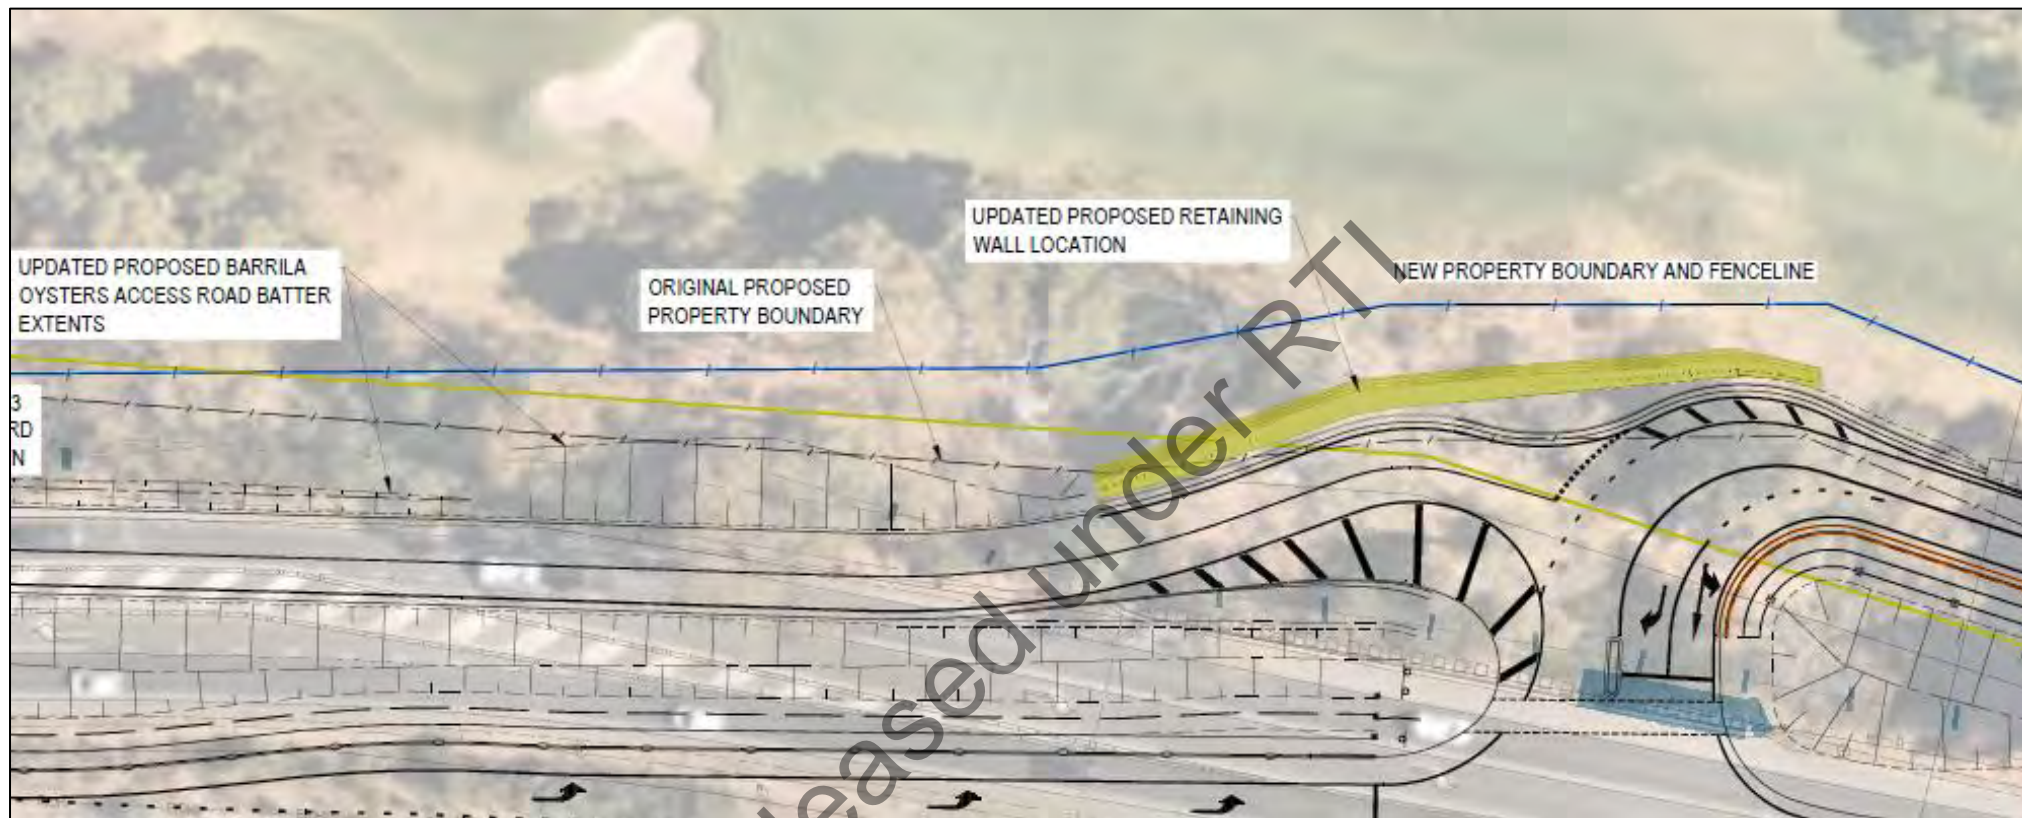 UPDATED PROPOSED RETAINING
WALL LOCATION
UPDATED PROPOSED BARRILA
OYSTERS ACCESS ROAD BATTER
EXTENTS
ORIGINAL PROPOSED
PROPERTY BOUNDARY
NEW PROPERTY BOUNDARY AND FENCELINE
3
RD
N
leased under RTI